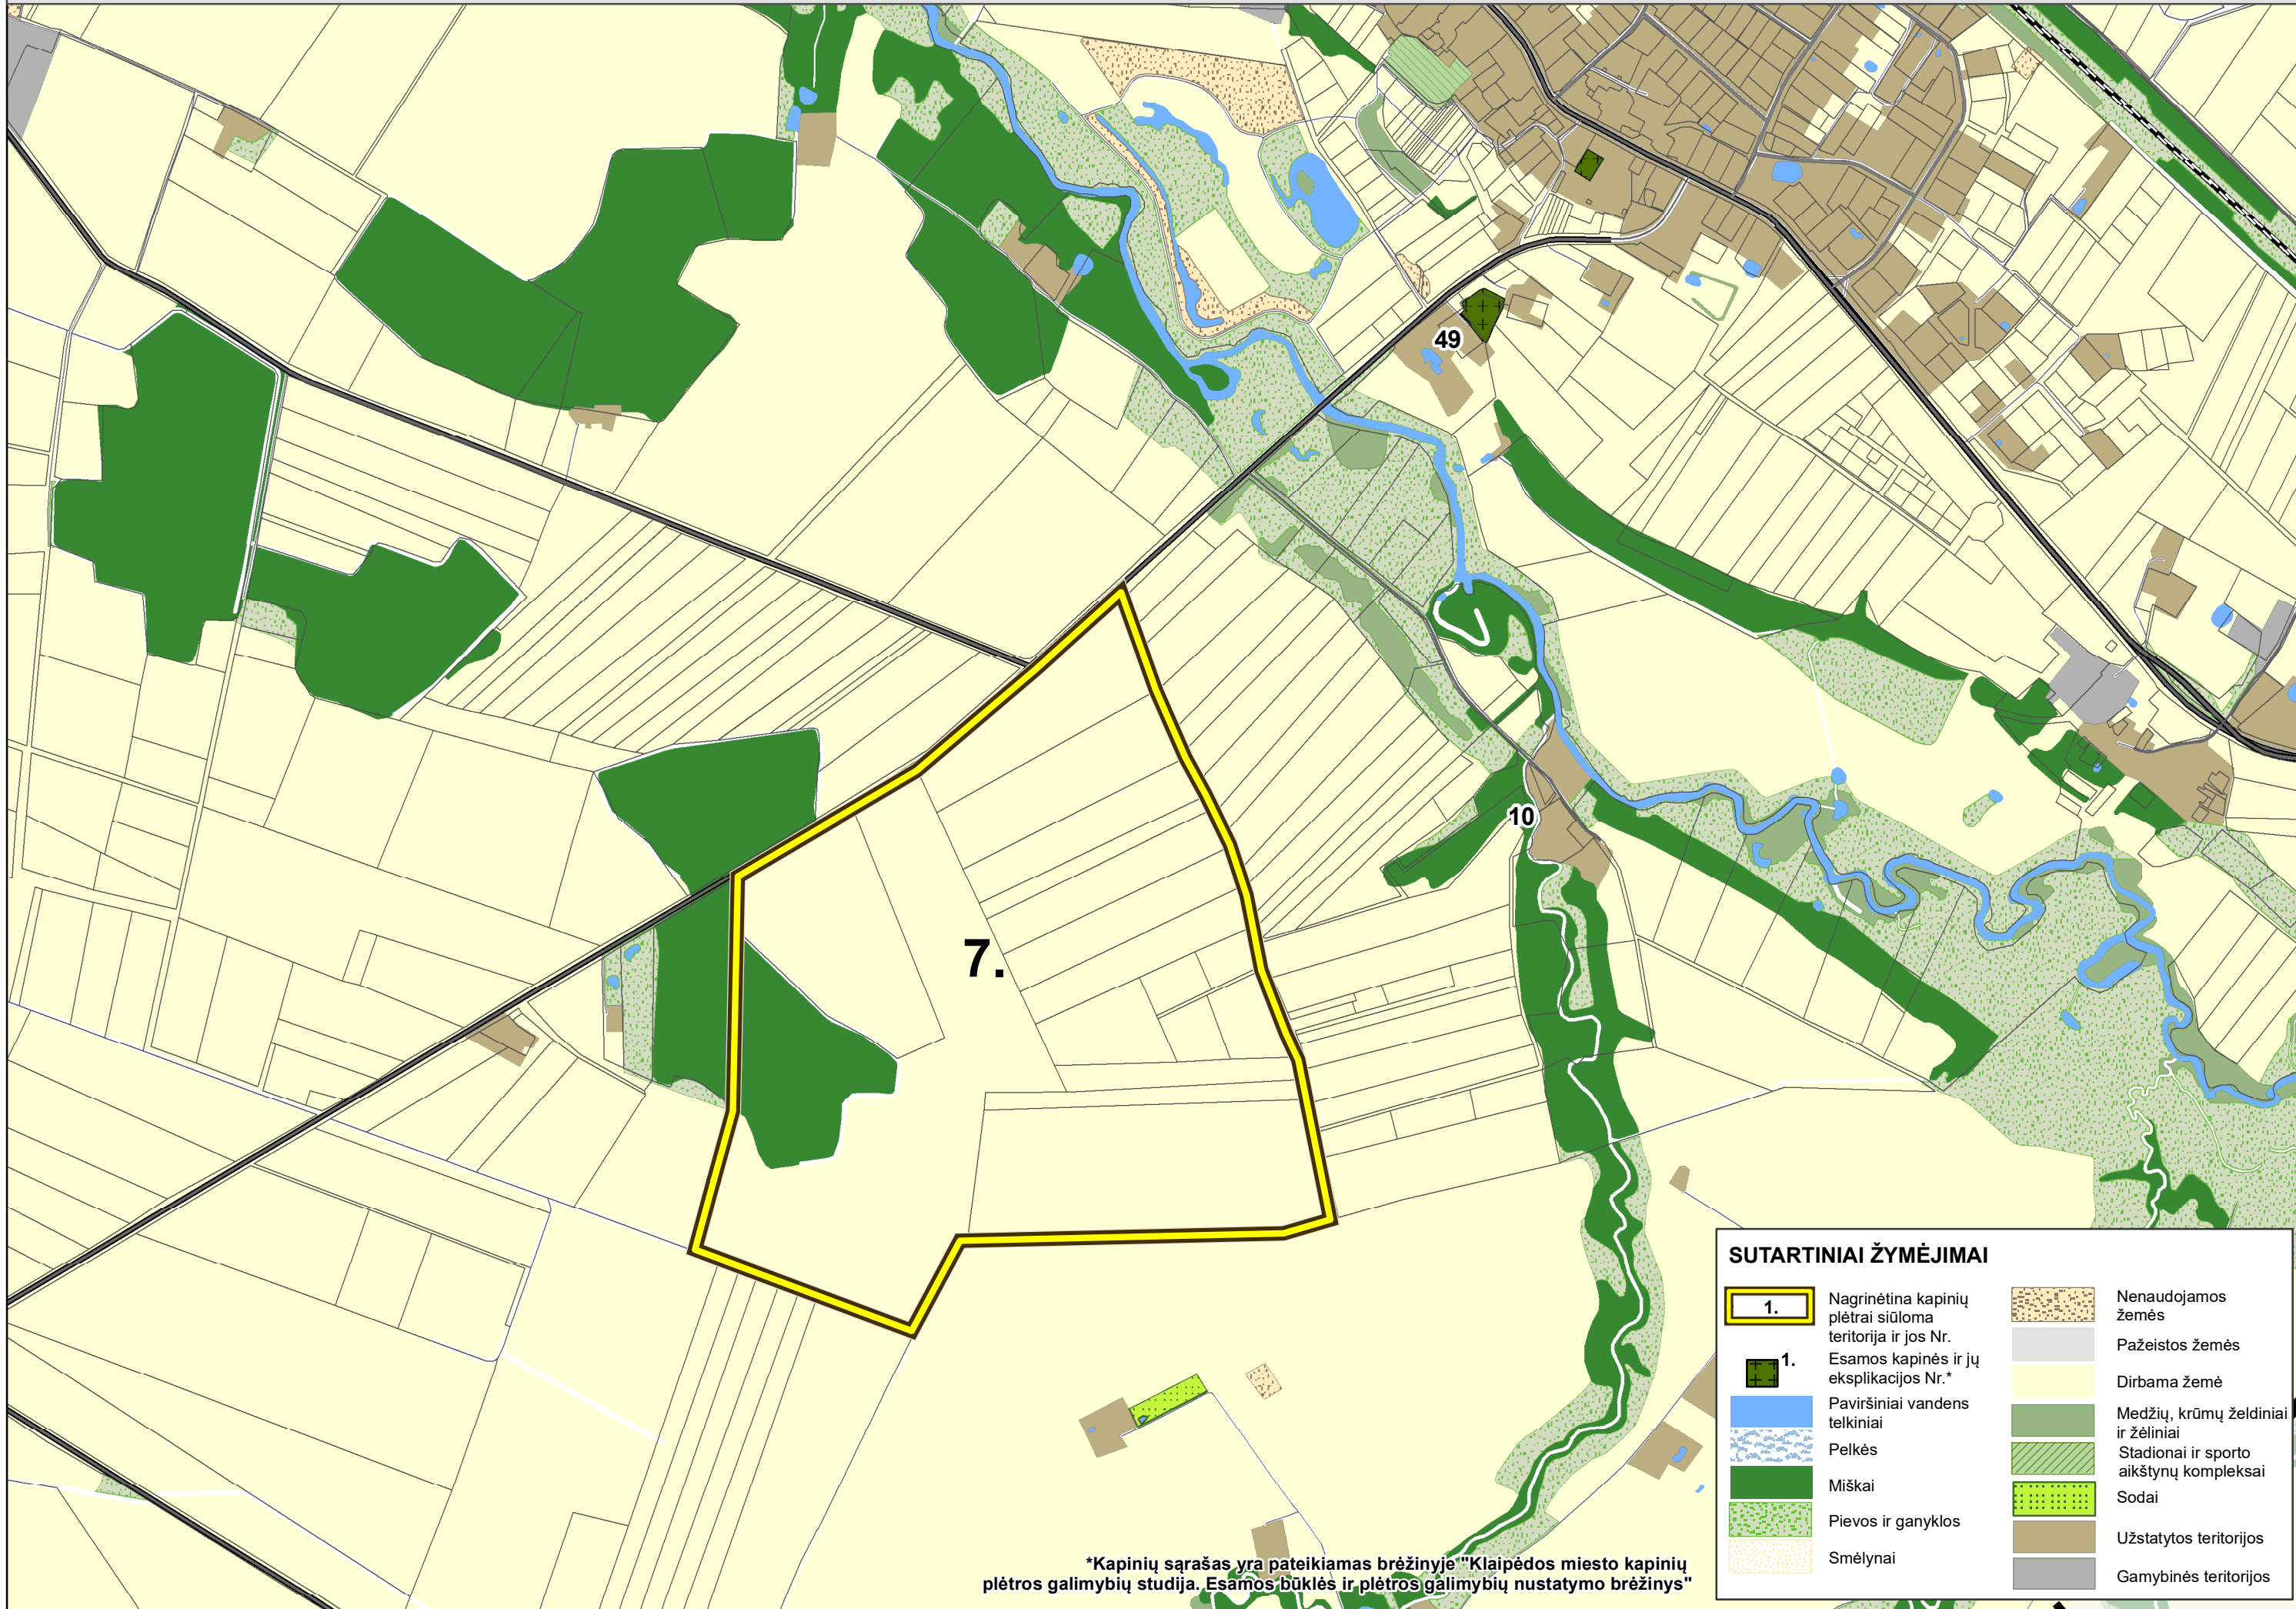 49
10
7.
SUTARTINIAI ŽYMĖJIMAI
1.
Nagrinėtina kapinių
plėtrai siūloma
teritorija ir jos Nr.
1.
Esamos kapinės ir jų
eksplikacijos Nr.*
Paviršiniai vandens
telkiniai
Pelkės
Miškai
Pievos ir ganyklos
Smėlynai
Nenaudojamos
žemės
Pažeistos žemės
Dirbama žemė
Medžių, krūmų želdiniai
ir žėliniai
Stadionai ir sporto
aikštynų kompleksai
Sodai
Užstatytos teritorijos
Gamybinės teritorijos
*Kapinių sąrašas yra pateikiamas brėžinyje "Klaipėdos miesto kapinių
plėtros galimybių studija. Esamos būklės ir plėtros galimybių nustatymo brėžinys"